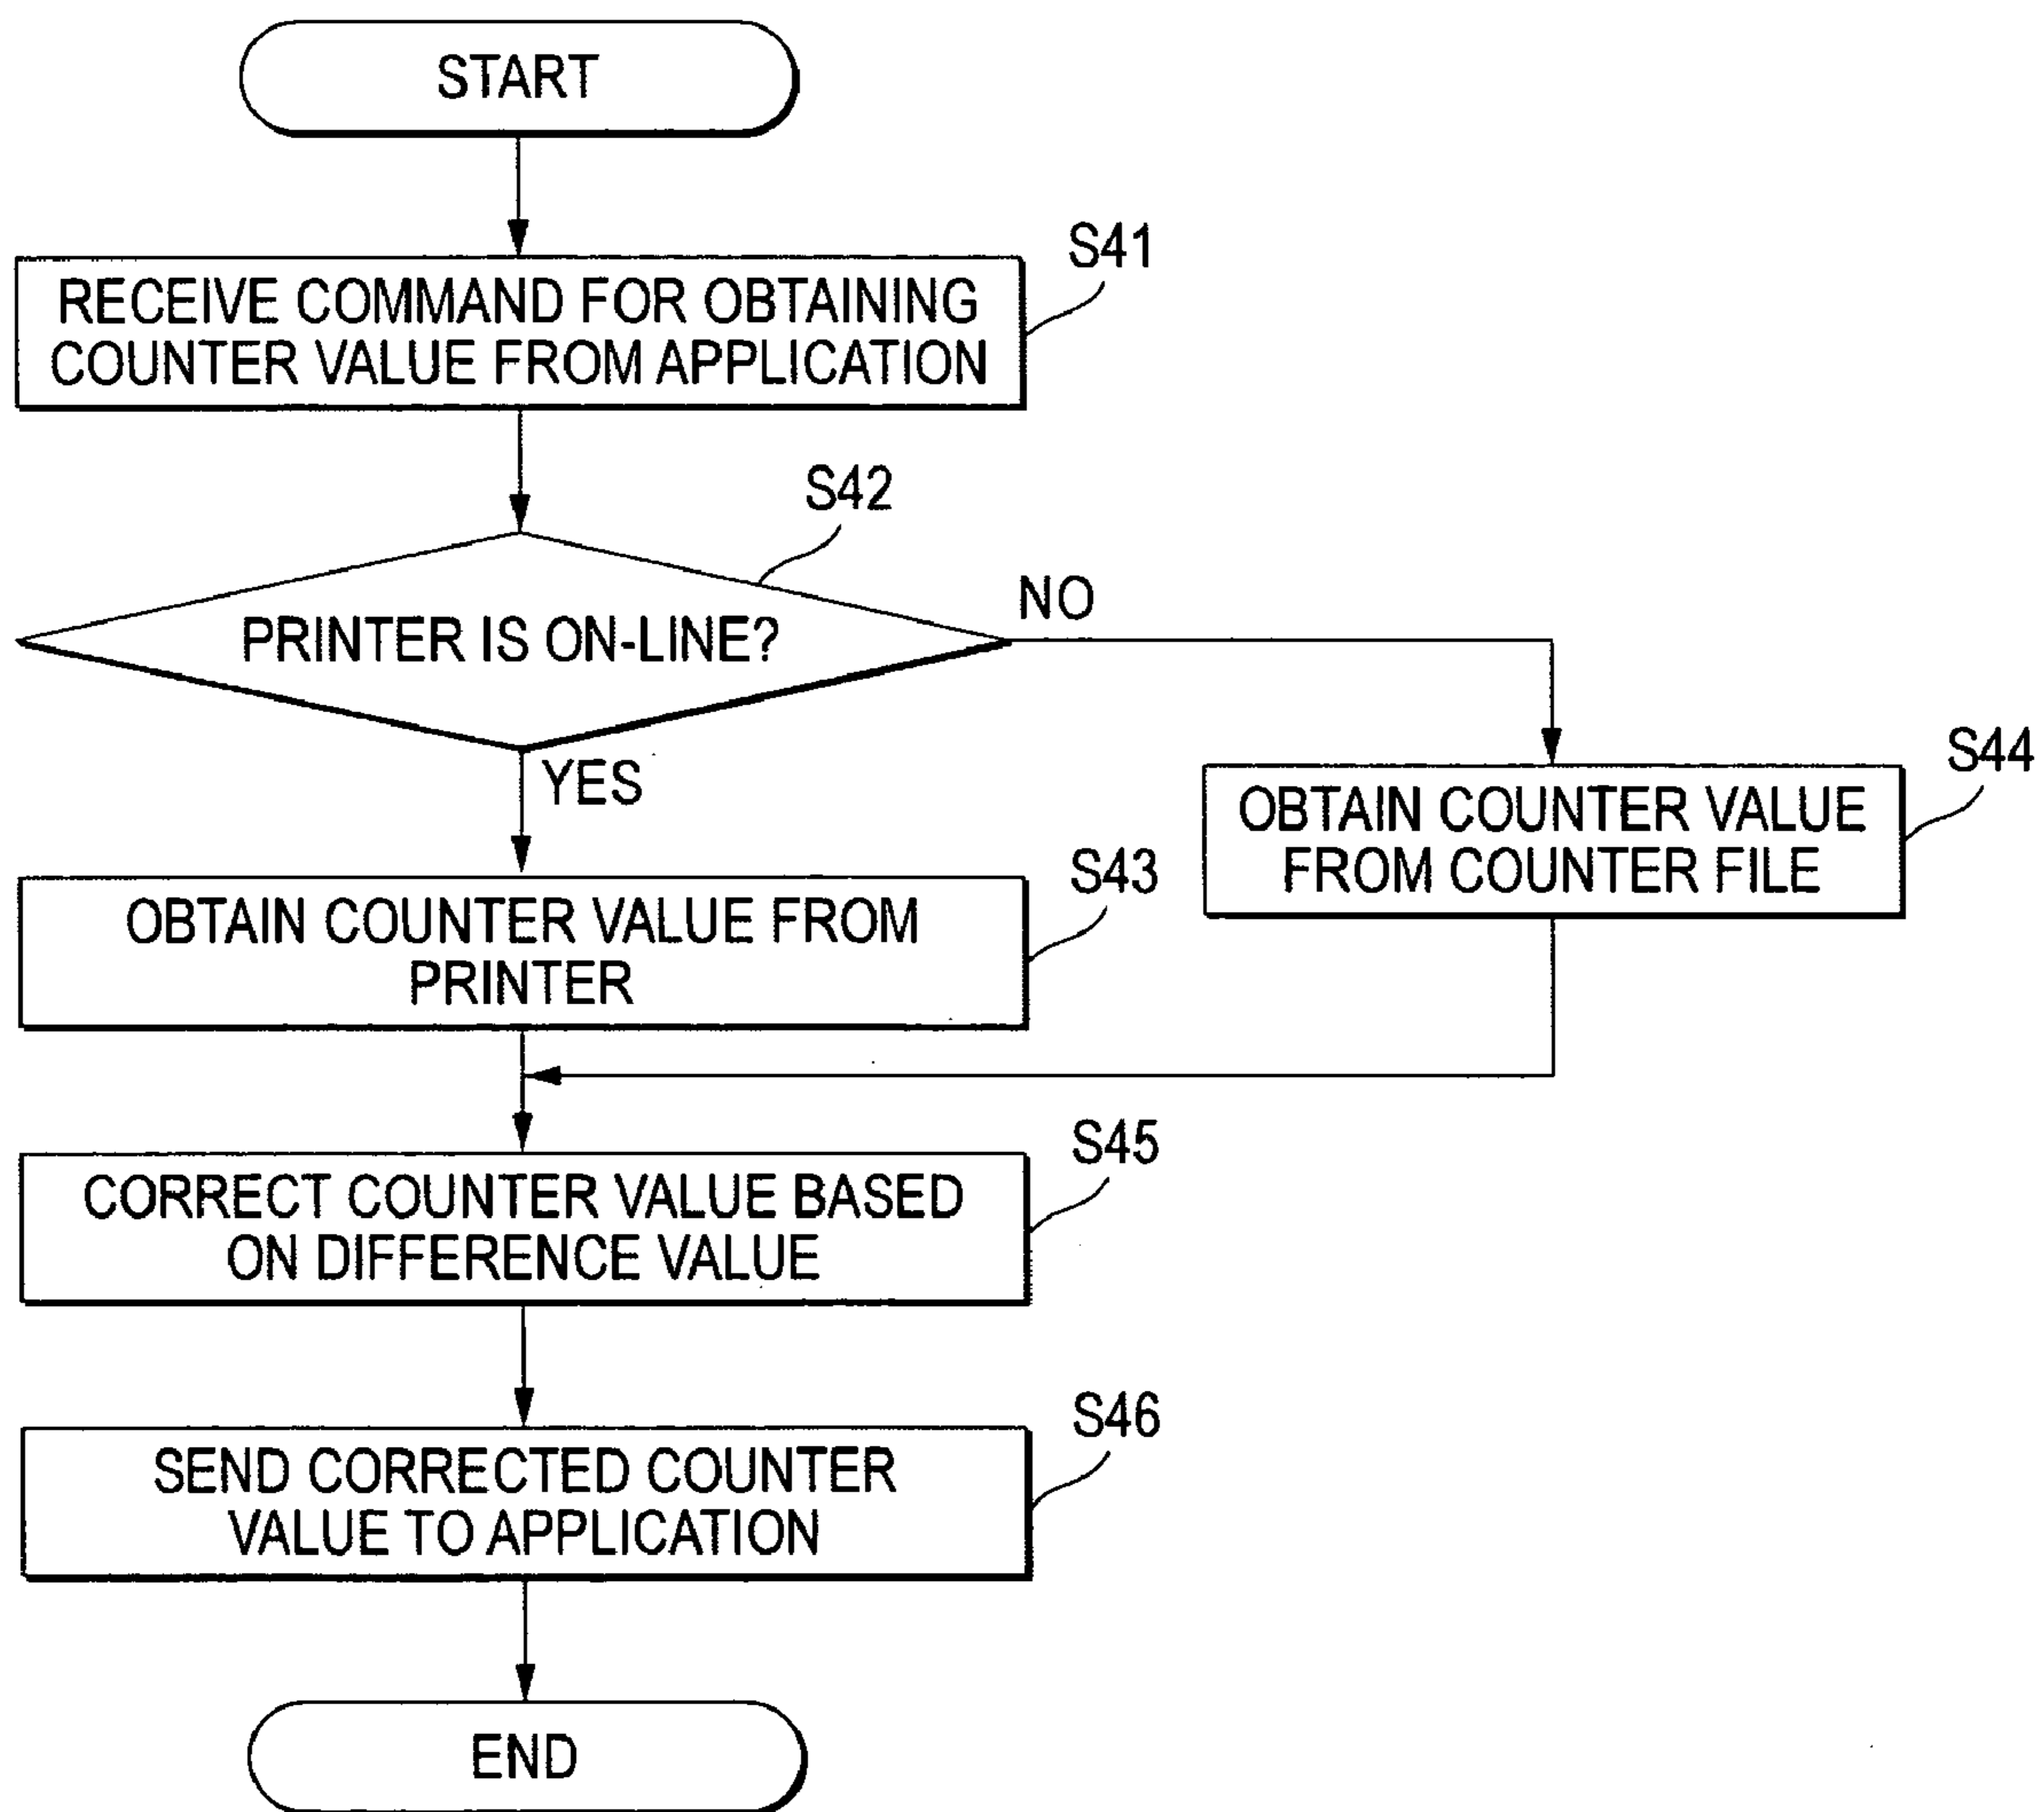 START
S41
RECEIVE COMMAND FOR OBTAINING
COUNTER VALUE FROM APPLICATION
S42
PRINTER IS ON-LINE?
NO
YES
S44
OBTAIN COUNTER VALUE
FROM COUNTER FILE
S43
OBTAIN COUNTER VALUE FROM
PRINTER
S45
CORRECT COUNTER VALUE BASED
ON DIFFERENCE VALUE
S46
SEND CORRECTED COUNTER
VALUE TO APPLICATION
END